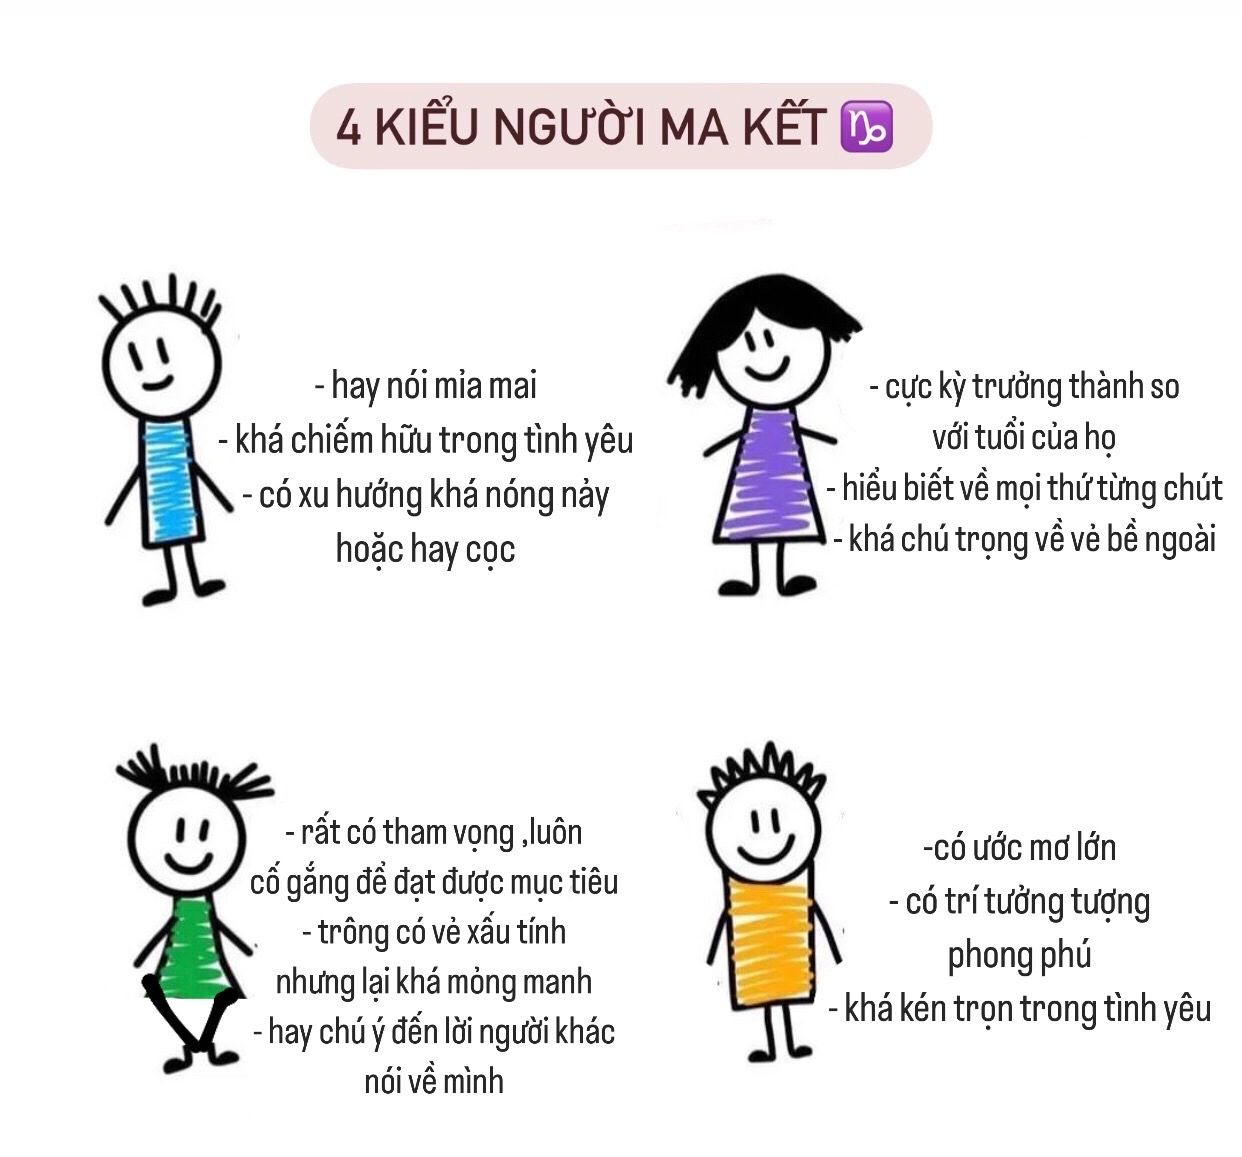 4 KIỂU NGƯỜI MA KẾT ♑
- hay nói mỉa mai
- khá chiếm hữu trong tình yêu
- có xu hướng khá nóng nảy
hoặc hay cọc
- cực kỳ trưởng thành so
với tuổi của họ
- hiểu biết về mọi thứ từng chút
- khá chú trọng về vẻ bề ngoài
- rất có tham vọng ,luôn
cố gắng để đạt được mục tiêu
- trông có vẻ xấu tính
nhưng lại khá mỏng manh
- hay chú ý đến lời người khác
nói về mình
-có ước mơ lớn
- có trí tưởng tượng
phong phú
- khá kén trọn trong tình yêu